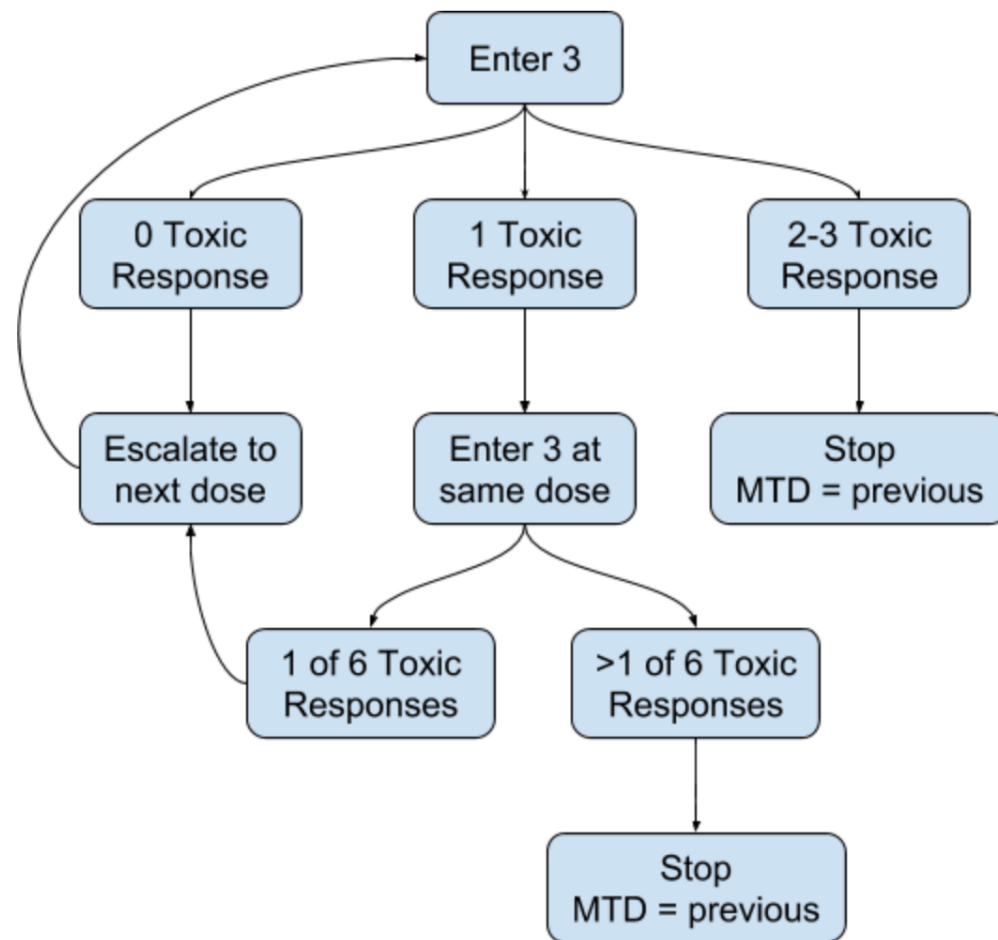 Enter 3
0 Toxic
Response
1 Toxic
Response
2-3 Toxic
Response
Escalate to
next dose
Enter 3 at
same dose
Stop
MTD = previous
1 of 6 Toxic
Responses
>1 of 6 Toxic
Responses
Stop
MTD = previous